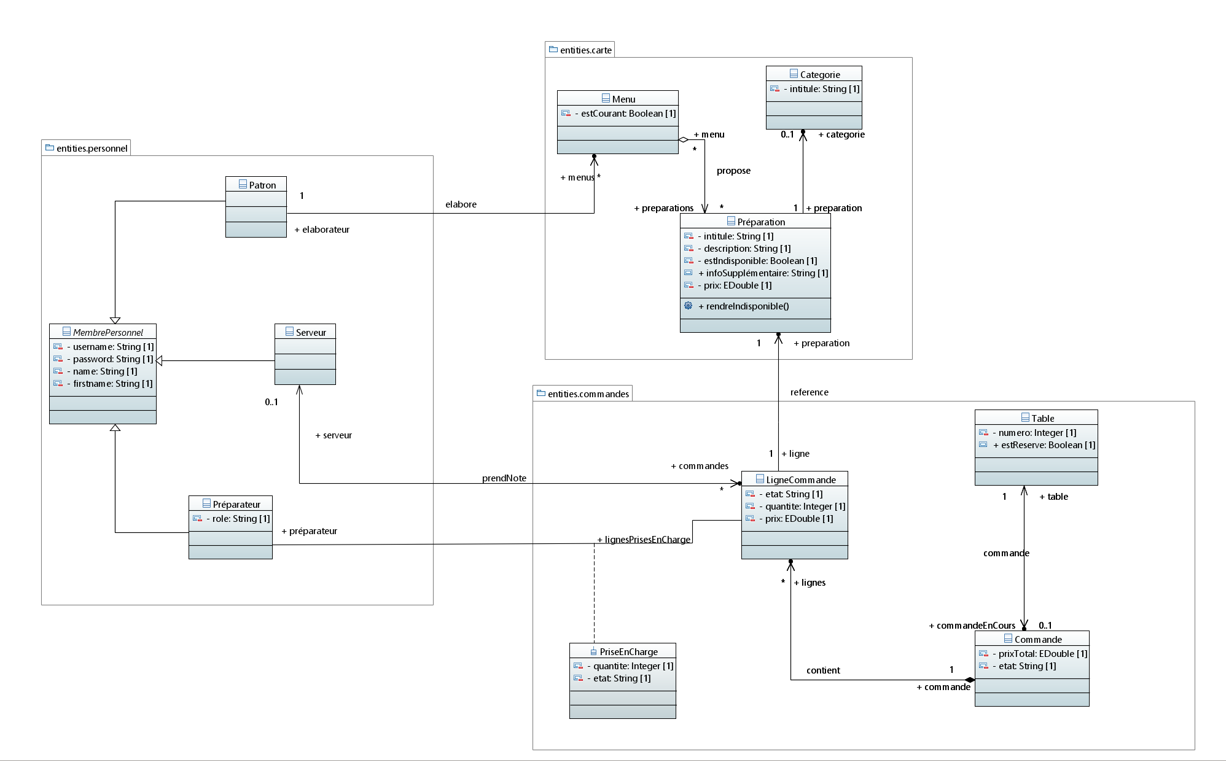 entities.carte
Categorie
- intitule: String [1]
Menu
- estCourant: Boolean [1]
+ menu
*
0..1
+ categorie
propose
+ menus *
entities.personnel
Patron
1
elabore
+ elaborateur
+ preparations
*
1
+ preparation
Préparation
- intitule: String [1]
- description: String [1]
- estIndisponible: Boolean [1]
+ infoSupplémentaire: String [1]
- prix: EDouble [1]
+ rendreIndisponible()
1
+ preparation
MembrePersonnel
- username: String [1]
- password: String [1]
- name: String [1]
- firstname: String [1]
Serveur
0..1
+ serveur
reference
entities.commandes
Table
- numero: Integer [1]
+ estReserve: Boolean [1]
1
+ table
1
+ ligne
+ commandes
prendNote
*
LigneCommande
- etat: String [1]
- quantite: Integer [1]
- prix: EDouble [1]
Préparateur
- role: String [1]
+ préparateur
+ lignesPrisesEnCharge
commande
*
+ lignes
+ commandeEnCours
0..1
Commande
- prixTotal: EDouble [1]
- etat: String [1]
PriseEnCharge
- quantite: Integer [1]
- etat: String [1]
contient
1
+ commande